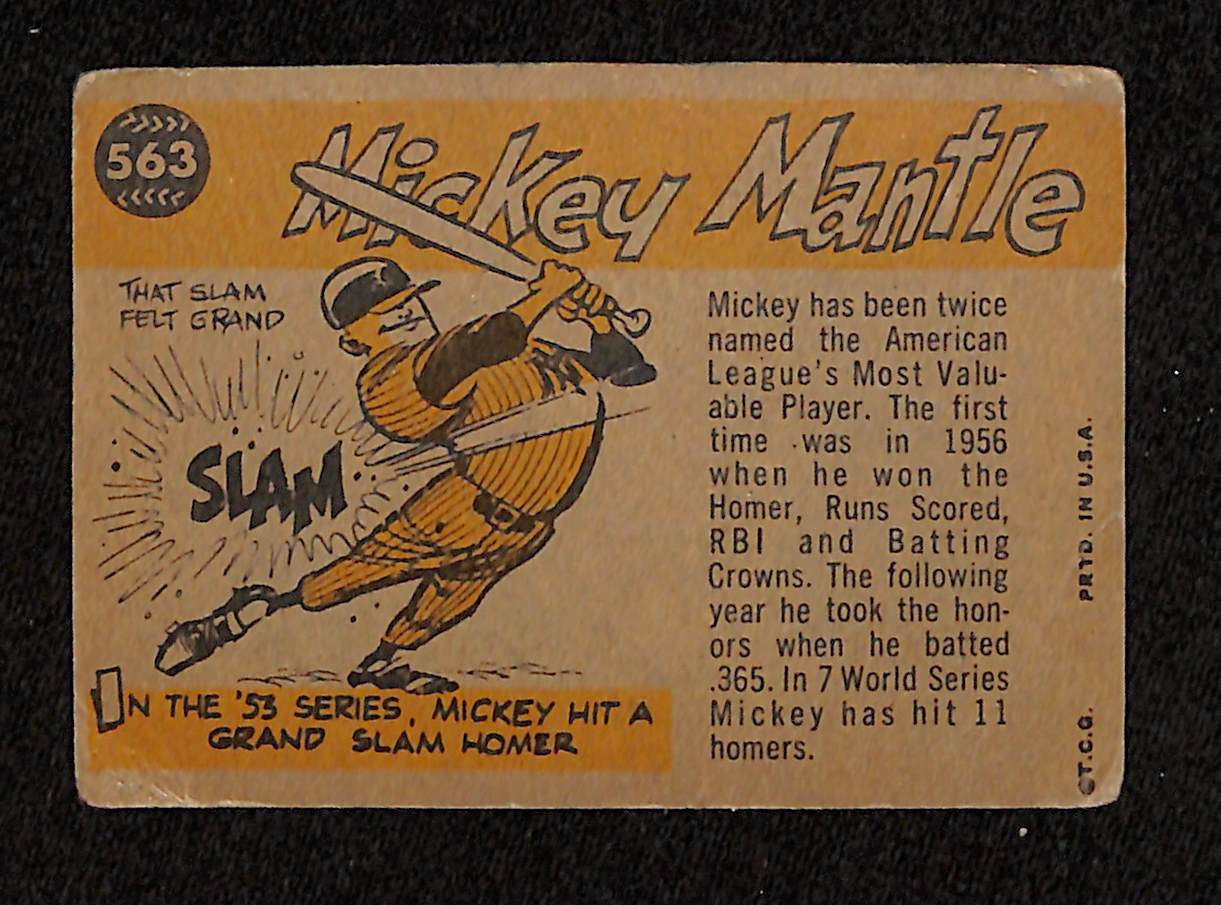 563
Mickey Mantle
THAT SLAM
FELT GRAND
SLAM
IN THE '53 SERIES, MICKEY HIT A
GRAND SLAM HOMER
Mickey has been twice
named the American
League's Most Valu-
able Player. The first
time was in 1956
when he won the
Homer, Runs Scored,
RBI and Batting
Crowns. The following
year he took the hon-
ors when he batted
.365. In 7 World Series
Mickey has hit 11
homers.
©T.C.G.
PRTD. IN U.S.A.